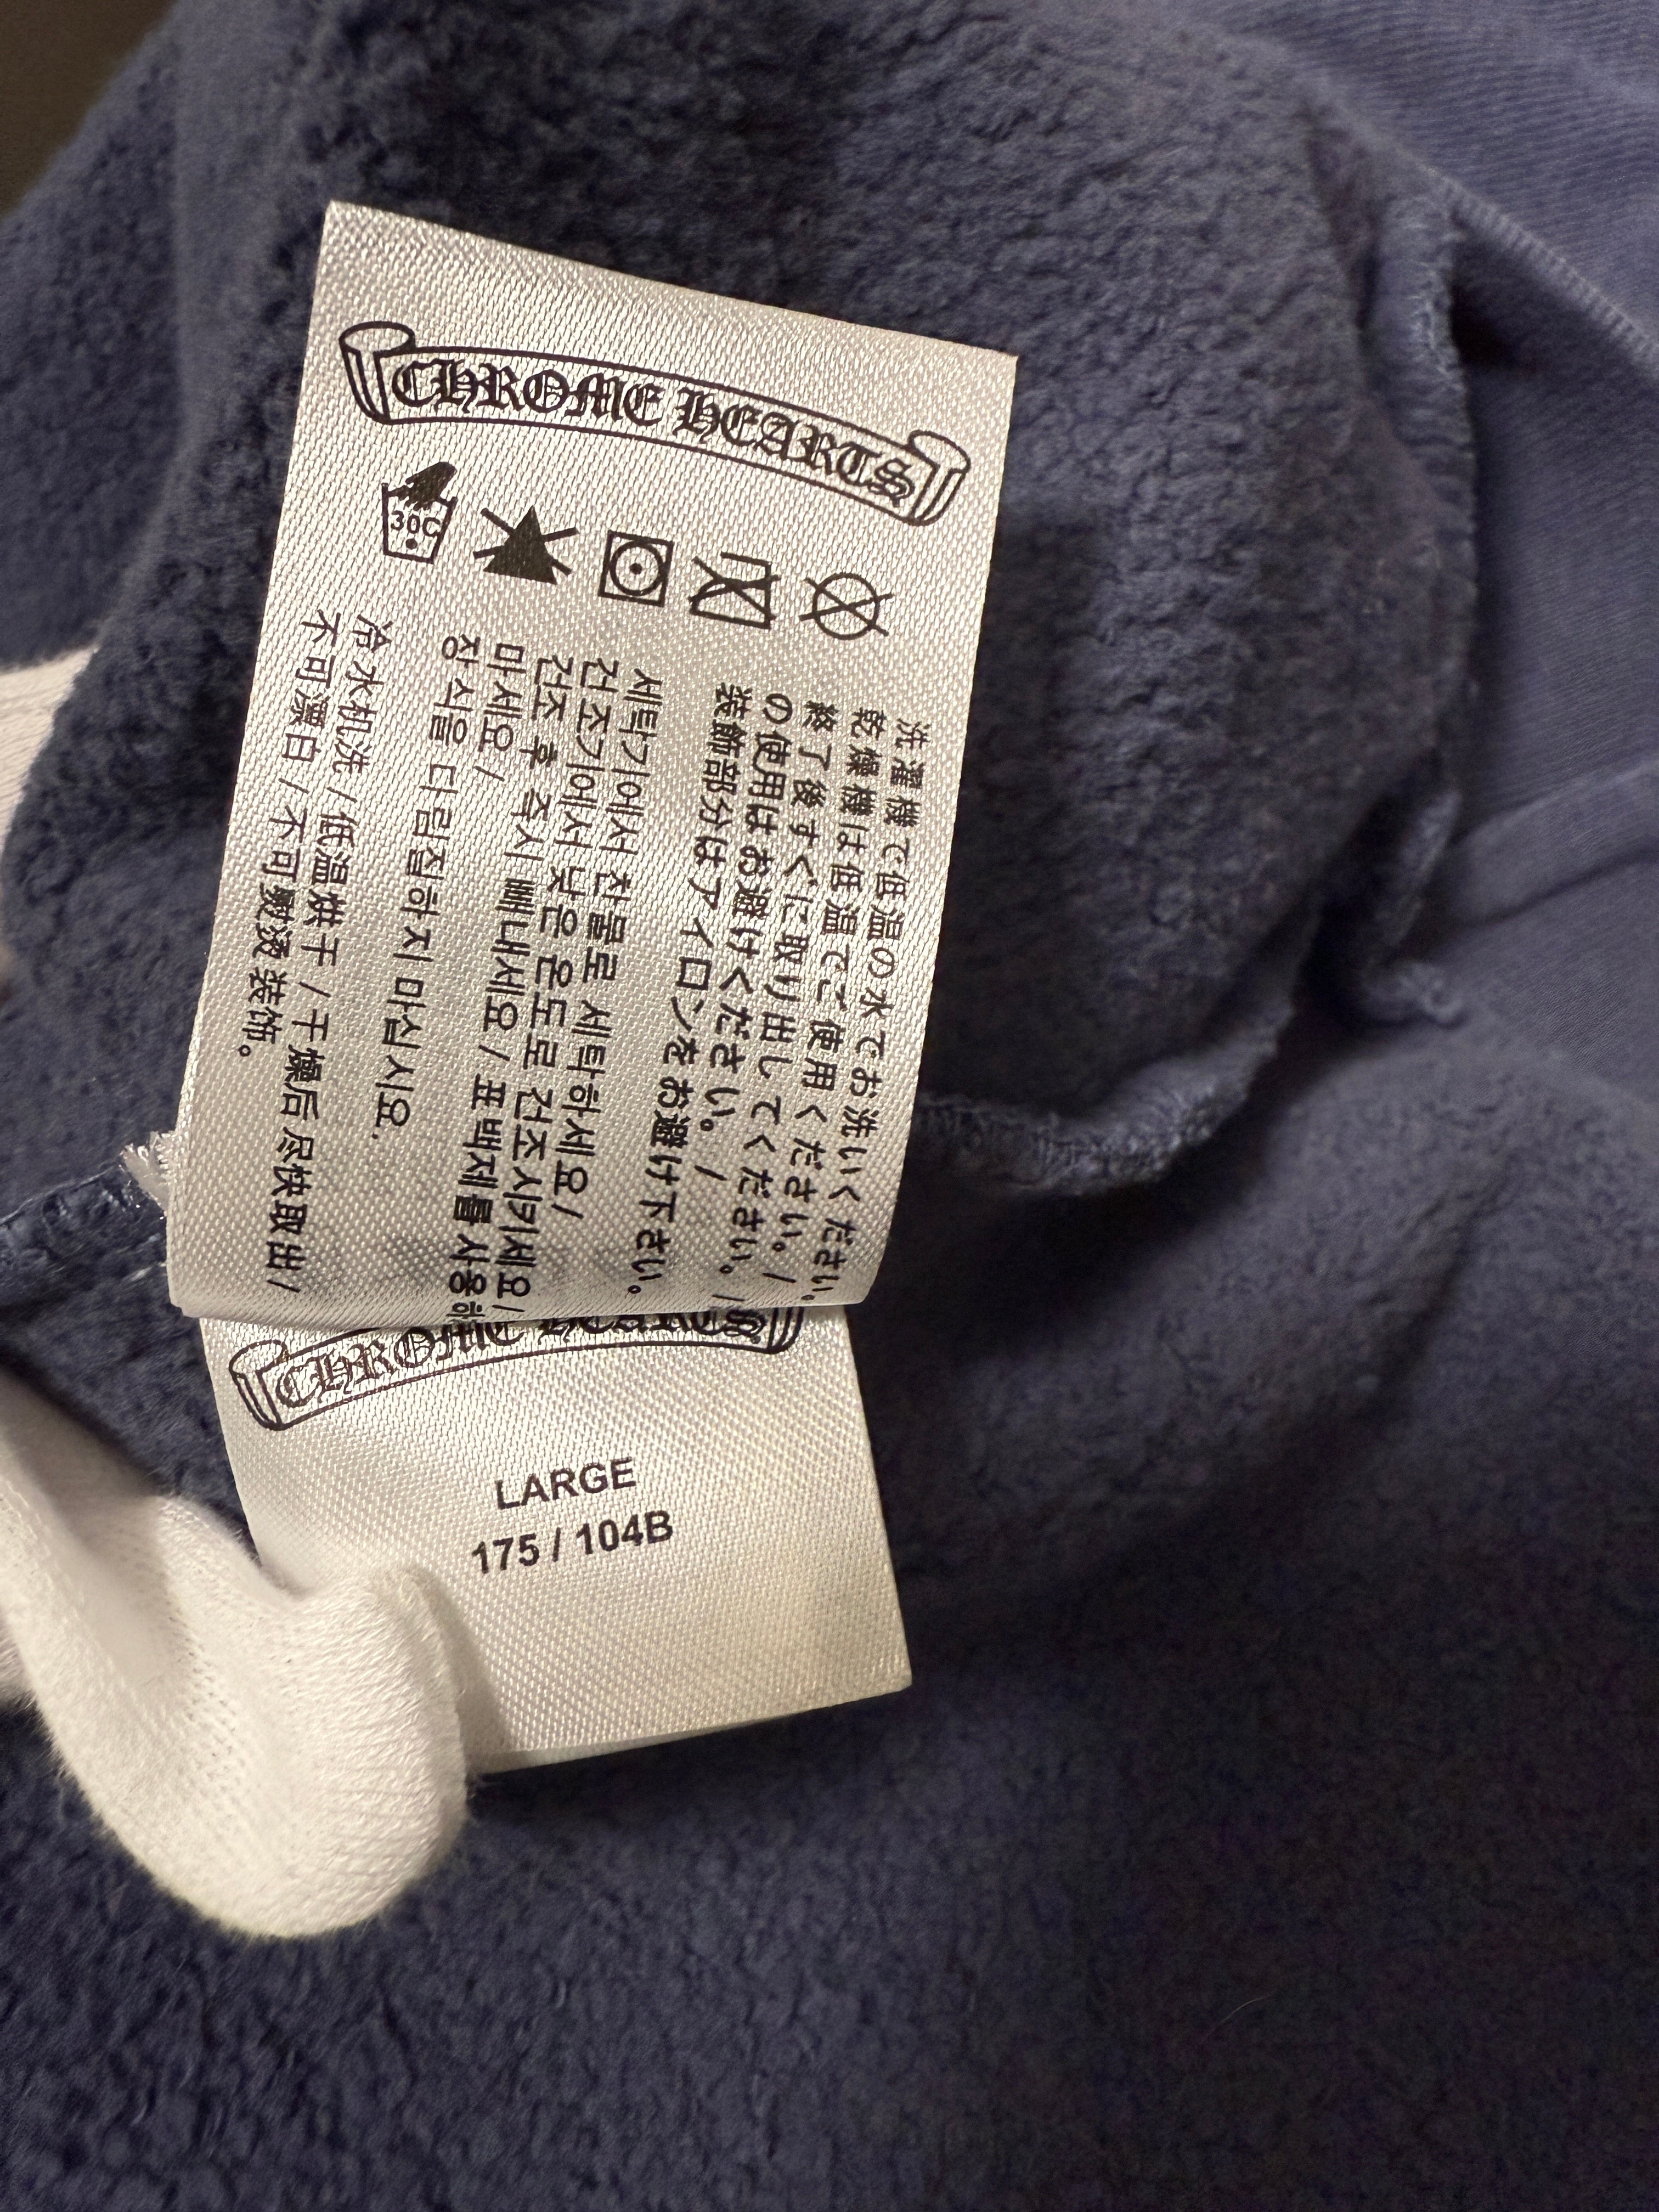 CHROME HEARTS
30C
洗濯機で低温の水でお洗いください。/
乾燥機は低温でご使用ください。/
終了後すぐに取り出してください。/
の使用はお避けください。/
装飾部分はアイロンをお避け下さい。
세탁기에서 찬물로 세탁하세요/
건조기에서 낮은 온도로 건조시키세요/
건조 후 즉시 빼내세요/ 표백제를 사용하
마세요/
장식을 다림질하지 마십시요.
冷水机洗/低温烘干/干燥后尽快取出/
不可漂白/不可熨烫装饰。
CHROME HEARTS
LARGE
175 / 104B